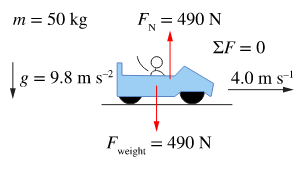 m = 50 kg
F_N = 490 N
ΣF = 0
g = 9.8 m s⁻²
4.0 m s⁻¹
F_weight = 490 N